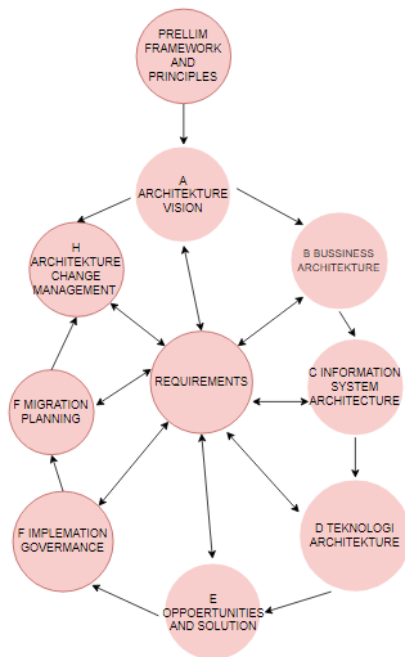 PRELLIM
FRAMEWORK
AND
PRINCIPLES
A
ARCHITEKTURE
VISION
H
ARCHITEKTURE
CHANGE
MANAGEMENT
B BUSSINESS
ARCHITEKTURE
REQUIREMENTS
C INFORMATION
SYSTEM
ARCHITECTURE
F MIGRATION
PLANNING
D TEKNOLOGI
ARCHITEKTURE
F IMPLEMATION
GOVERMANCE
E
OPPOERTUNITIES
AND SOLUTION